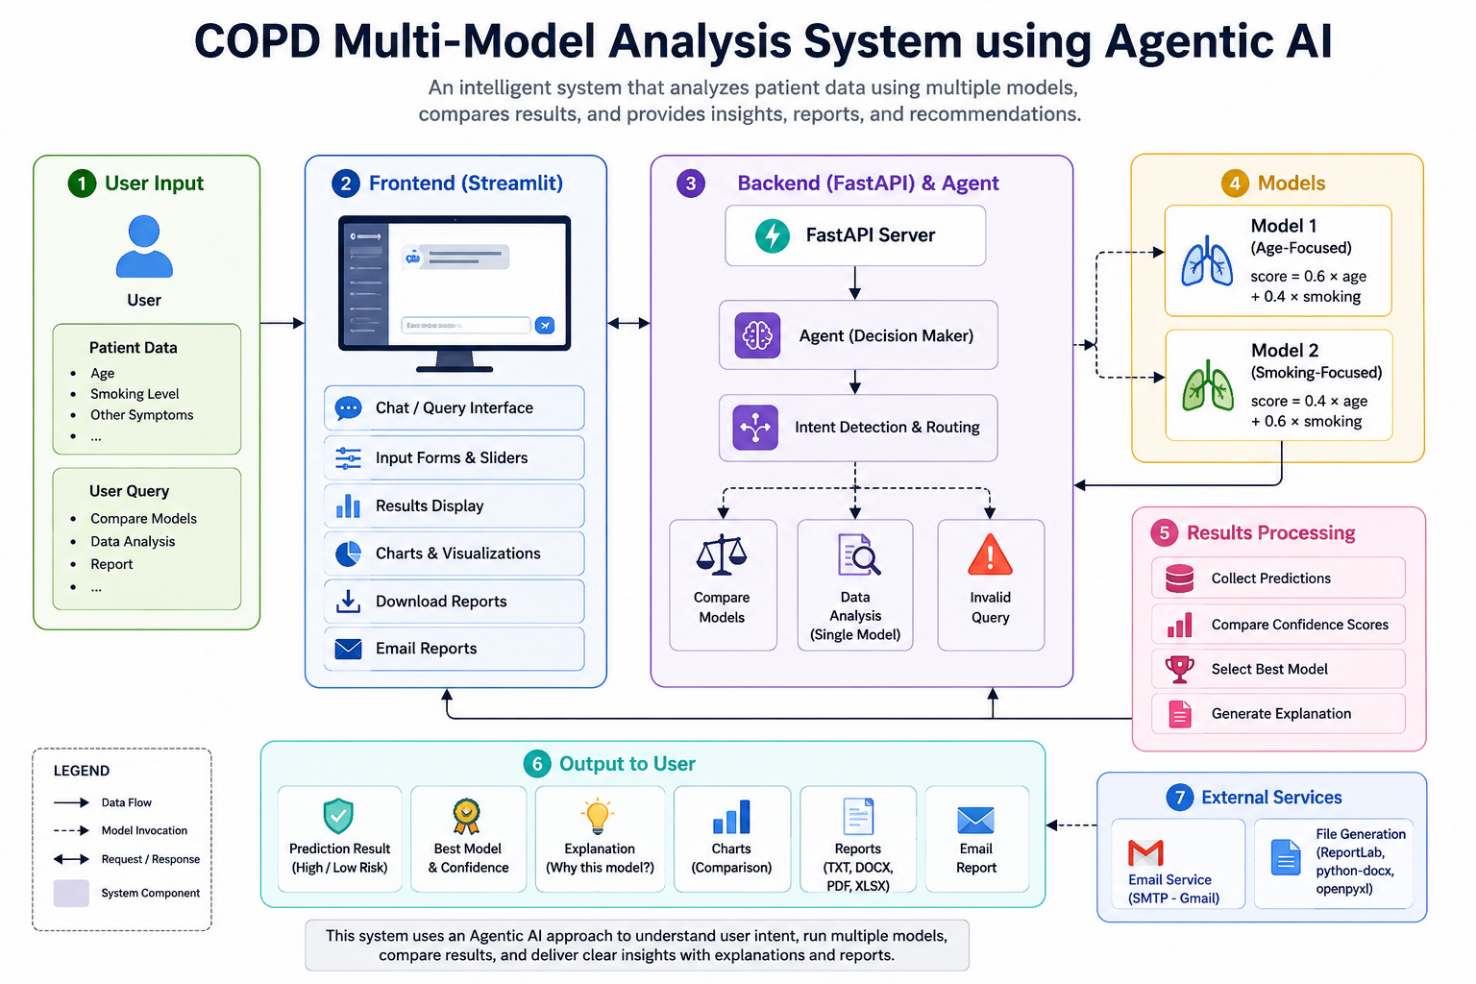 COPD Multi-Model Analysis System using Agentic AI
An intelligent system that analyzes patient data using multiple models,
compares results, and provides insights, reports, and recommendations.
1 User Input
User
Patient Data
• Age
• Smoking Level
• Other Symptoms
• ...
User Query
• Compare Models
• Data Analysis
• Report
• ...
2 Frontend (Streamlit)
Chat / Query Interface
Input Forms & Sliders
Results Display
Charts & Visualizations
Download Reports
Email Reports
3 Backend (FastAPI) & Agent
FastAPI Server
Agent (Decision Maker)
Intent Detection & Routing
Compare
Models
Data
Analysis
(Single Model)
Invalid
Query
4 Models
Model 1
(Age-Focused)
score = 0.6 × age
+ 0.4 × smoking
Model 2
(Smoking-Focused)
score = 0.4 × age
+ 0.6 × smoking
5 Results Processing
Collect Predictions
Compare Confidence Scores
Select Best Model
Generate Explanation
LEGEND
Data Flow
Model Invocation
Request / Response
System Component
6 Output to User
Prediction Result
(High / Low Risk)
Best Model
& Confidence
Explanation
(Why this model?)
Charts
(Comparison)
Reports
(TXT, DOCX,
PDF, XLSX)
Email
Report
7 External Services
Email Service
(SMTP - Gmail)
File Generation
(ReportLab,
python-docx,
openpyxl)
This system uses an Agentic AI approach to understand user intent, run multiple models,
compare results, and deliver clear insights with explanations and reports.